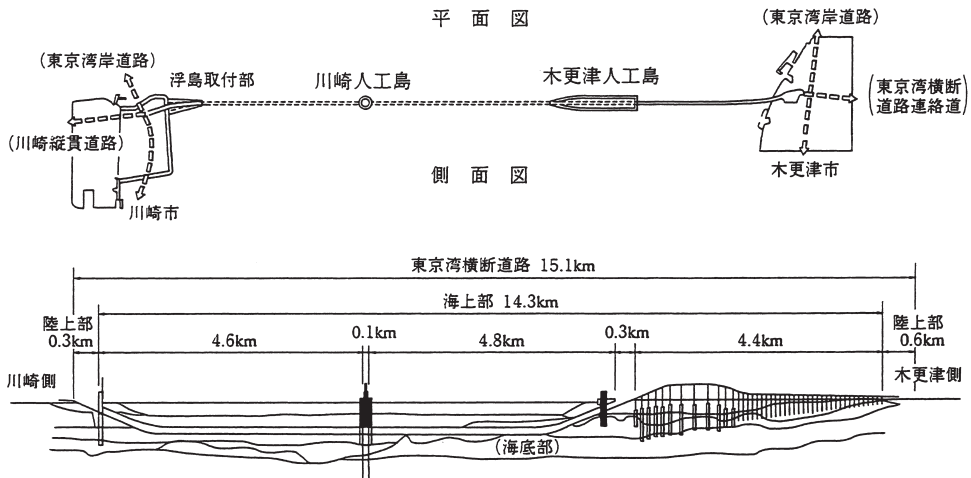 平面図
(東京湾岸道路)
(東京湾岸道路)
浮島取付部
川崎人工島
木更津人工島
(東京湾横断
道路連絡道)
(川崎縦貫道路)
川崎市
木更津市
側面図
東京湾横断道路 15.1km
海上部 14.3km
陸上部
0.3km
4.6km
0.1km
4.8km
0.3km
4.4km
陸上部
0.6km
川崎側
木更津側
(海底部)